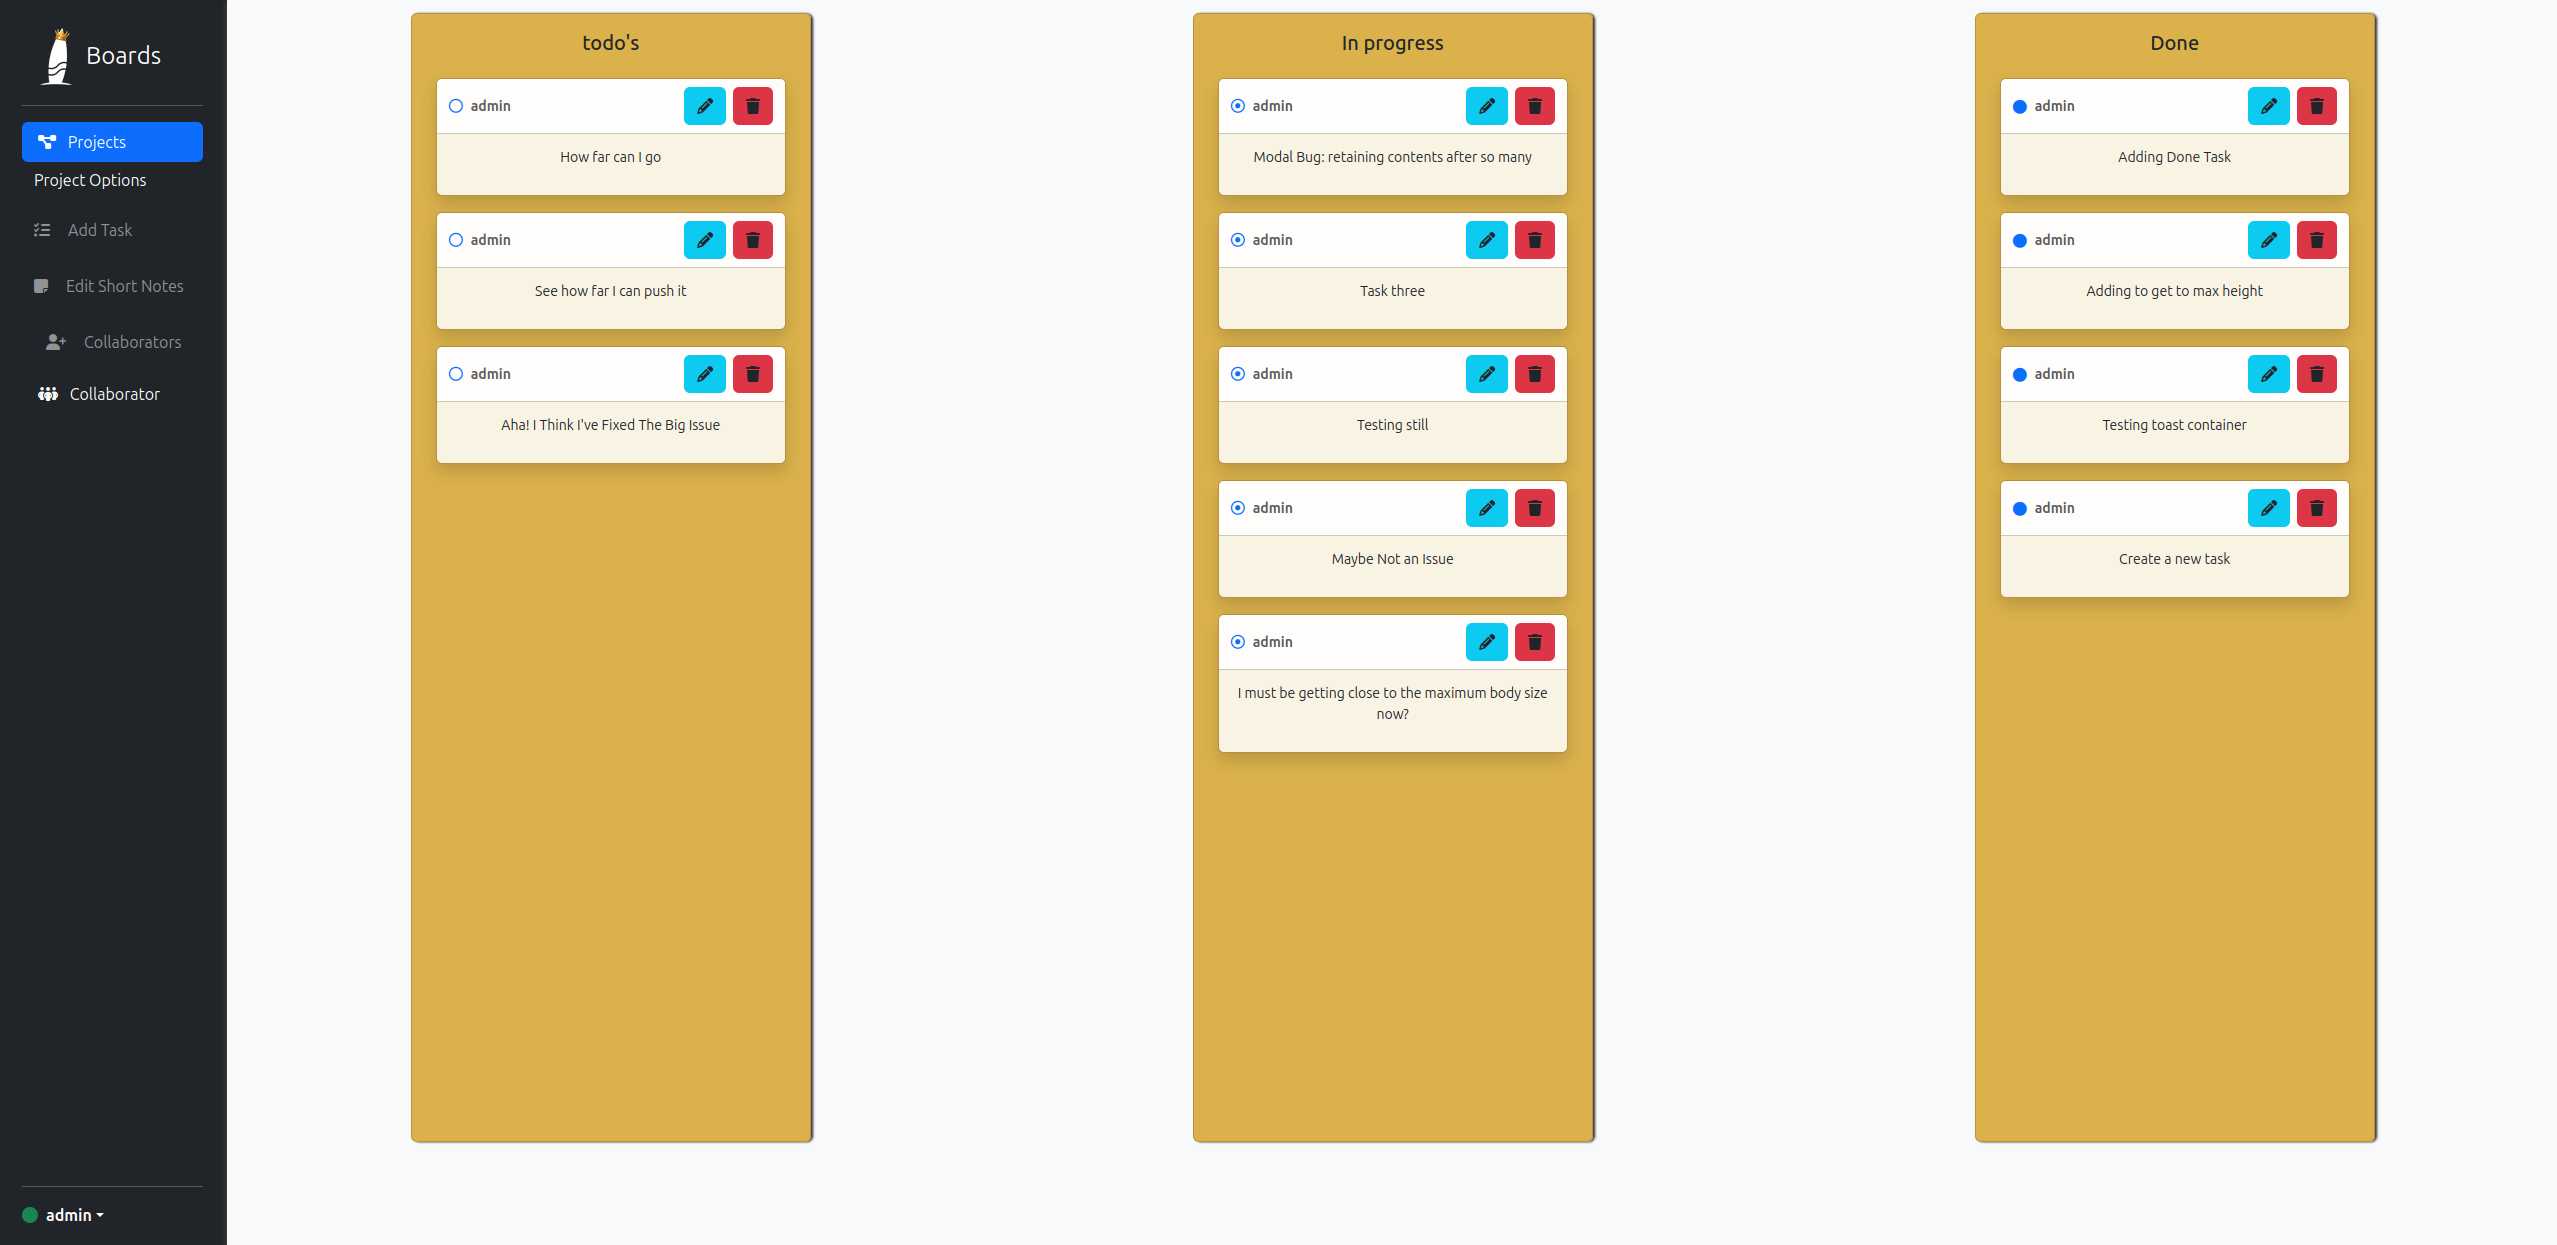 Boards
Projects
Project Options
Add Task
Edit Short Notes
Collaborators
Collaborator
admin
todo's
admin
How far can I go
admin
See how far I can push it
admin
Aha! I Think I've Fixed The Big Issue
In progress
admin
Modal Bug: retaining contents after so many
admin
Task three
admin
Testing still
admin
Maybe Not an Issue
admin
I must be getting close to the maximum body size
now?
Done
admin
Adding Done Task
admin
Adding to get to max height
admin
Testing toast container
admin
Create a new task